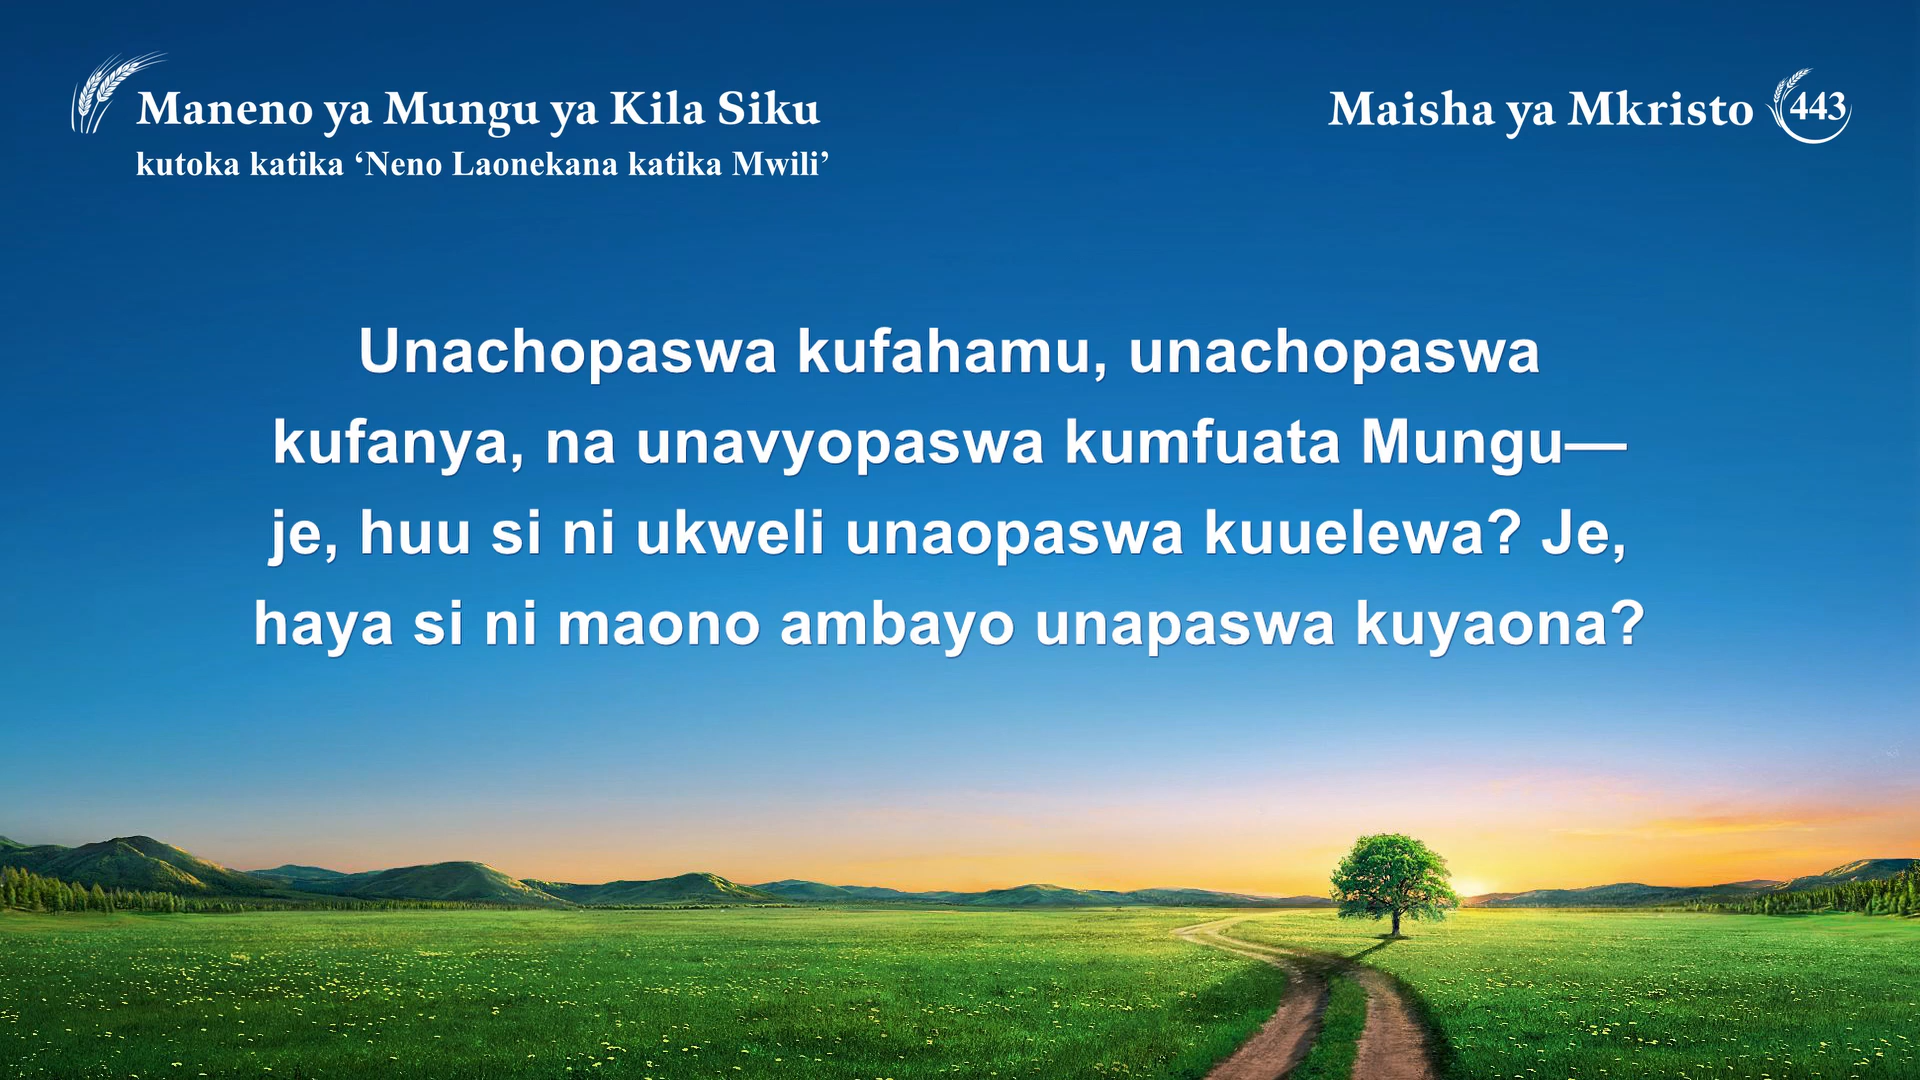 Maneno ya Mungu ya Kila Siku
kutoka katika ‘Neno Laonekana katika Mwili’
Maisha ya Mkristo 443
Unachopaswa kufahamu, unachopaswa
kufanya, na unavyopaswa kumfuata Mungu—
je, huu si ni ukweli unaopaswa kuuelewa? Je,
haya si ni maono ambayo unapaswa kuyaona?